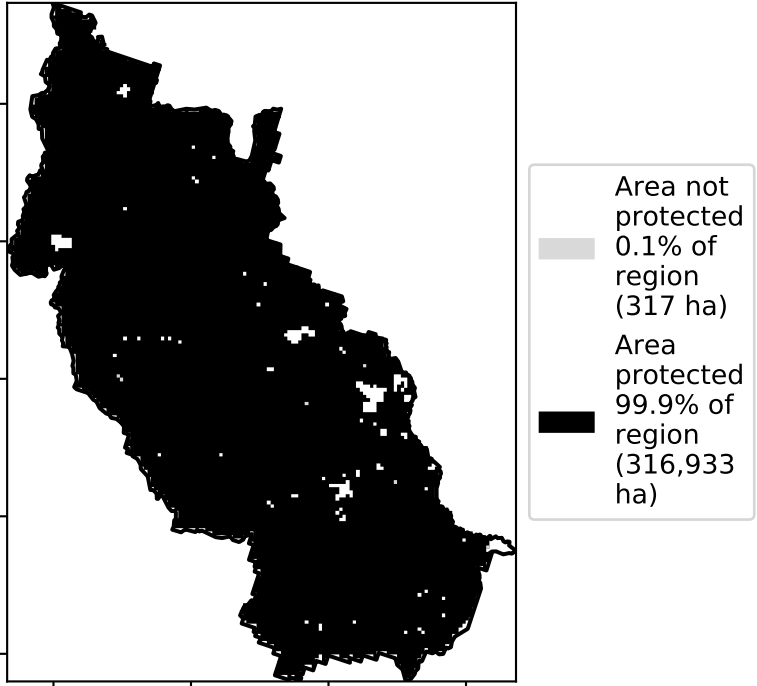 Area not
protected
0.1% of
region
(317 ha)
Area
protected
99.9% of
region
(316,933
ha)